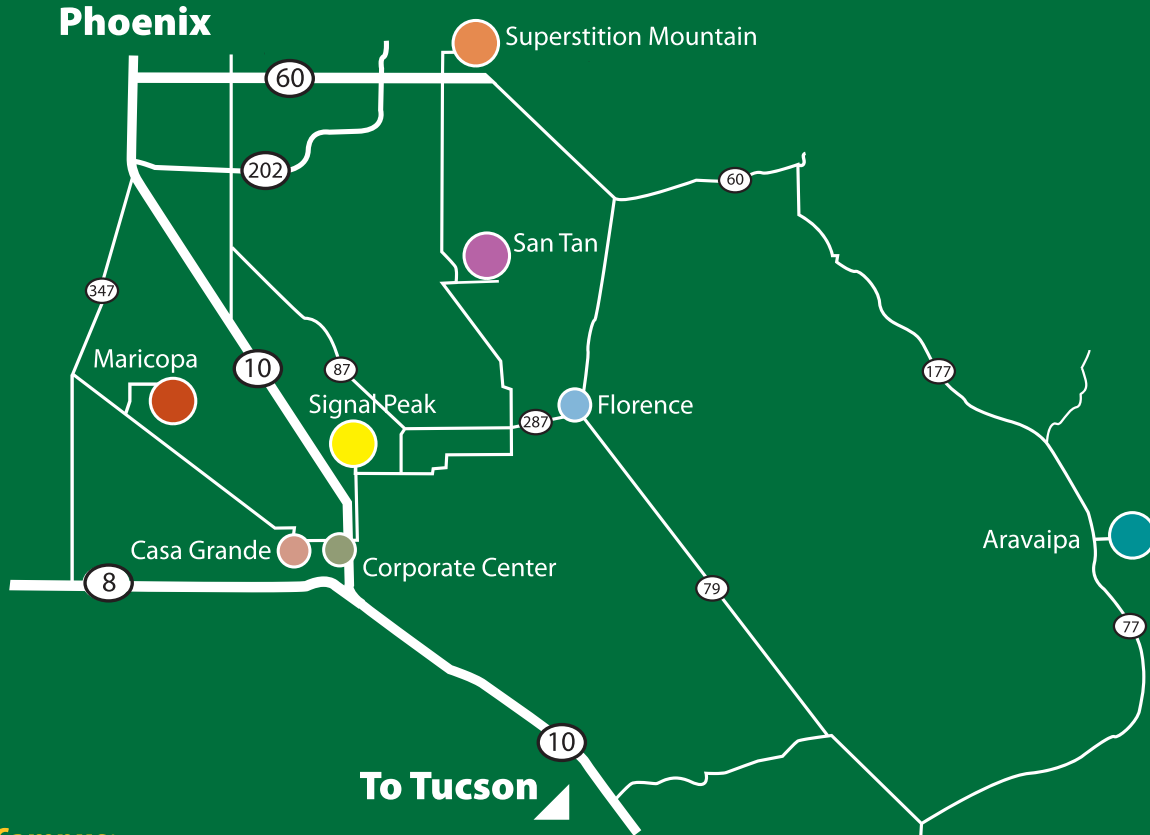 Phoenix
Superstition Mountain
60
202
60
San Tan
347
Maricopa
10
87
177
Signal Peak
287
Florence
Casa Grande
Corporate Center
Aravaipa
8
79
77
10
To Tucson